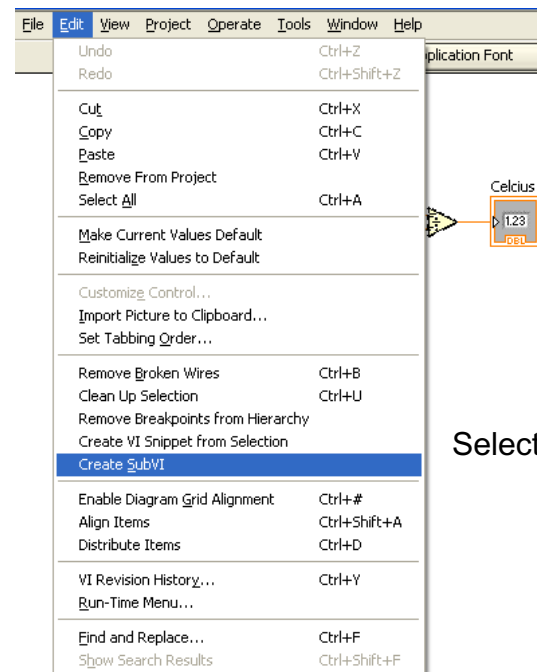 File Edit View Project Operate Tools Window Help
Undo Ctrl+Z
plication Font
Redo Ctrl+Shift+Z
Cut Ctrl+X
Copy Ctrl+C
Paste Ctrl+V
Remove From Project
Select All Ctrl+A
Celcius
1.23
DBL
Make Current Values Default
Reinitialize Values to Default
Customize Control...
Import Picture to Clipboard...
Set Tabbing Order...
Remove Broken Wires Ctrl+B
Clean Up Selection Ctrl+U
Remove Breakpoints from Hierarchy
Create VI Snippet from Selection
Select
Create SubVI
Enable Diagram Grid Alignment Ctrl+#
Align Items Ctrl+Shift+A
Distribute Items Ctrl+D
VI Revision History... Ctrl+Y
Run-Time Menu...
Find and Replace... Ctrl+F
Show Search Results Ctrl+Shift+F